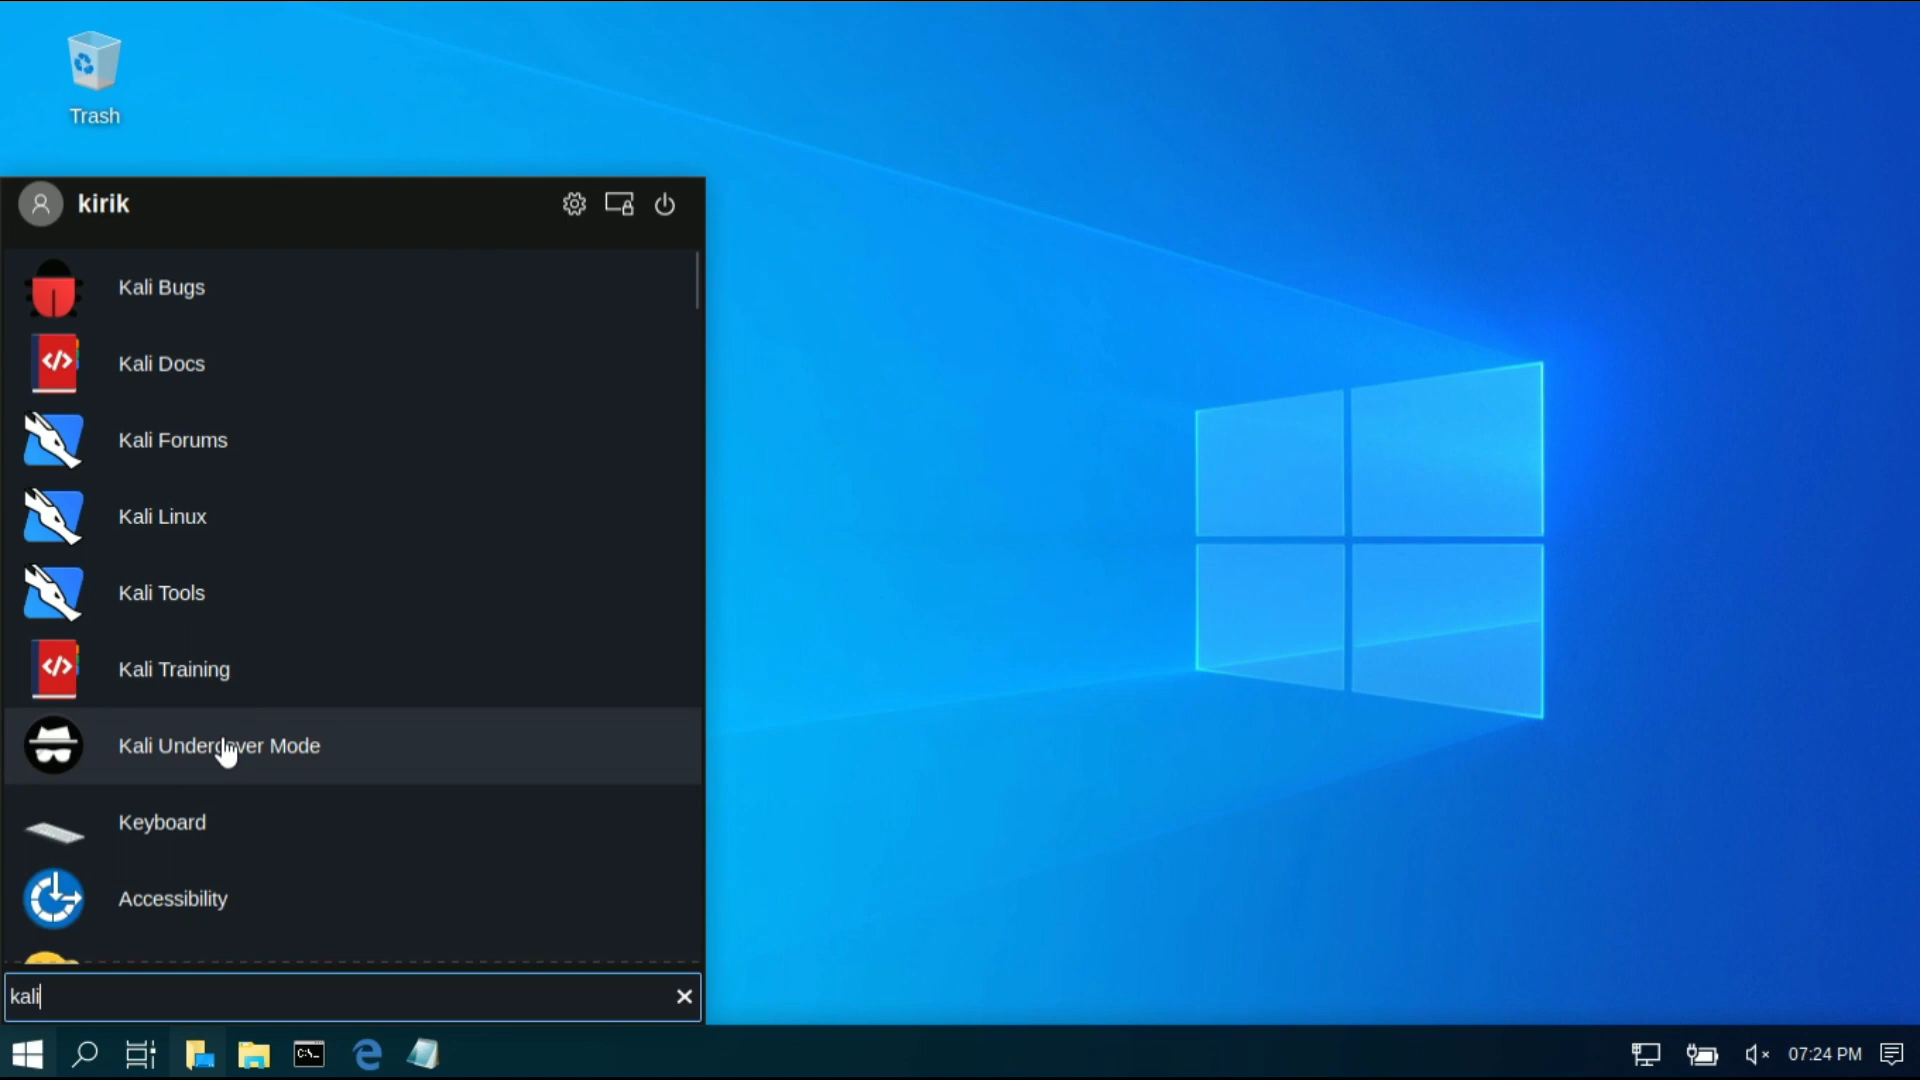 Trash
kirik
Kali Bugs
Kali Docs
Kali Forums
Kali Linux
Kali Tools
Kali Training
Kali Undercover Mode
Keyboard
Accessibility
kali
C:\_
07:24 PM